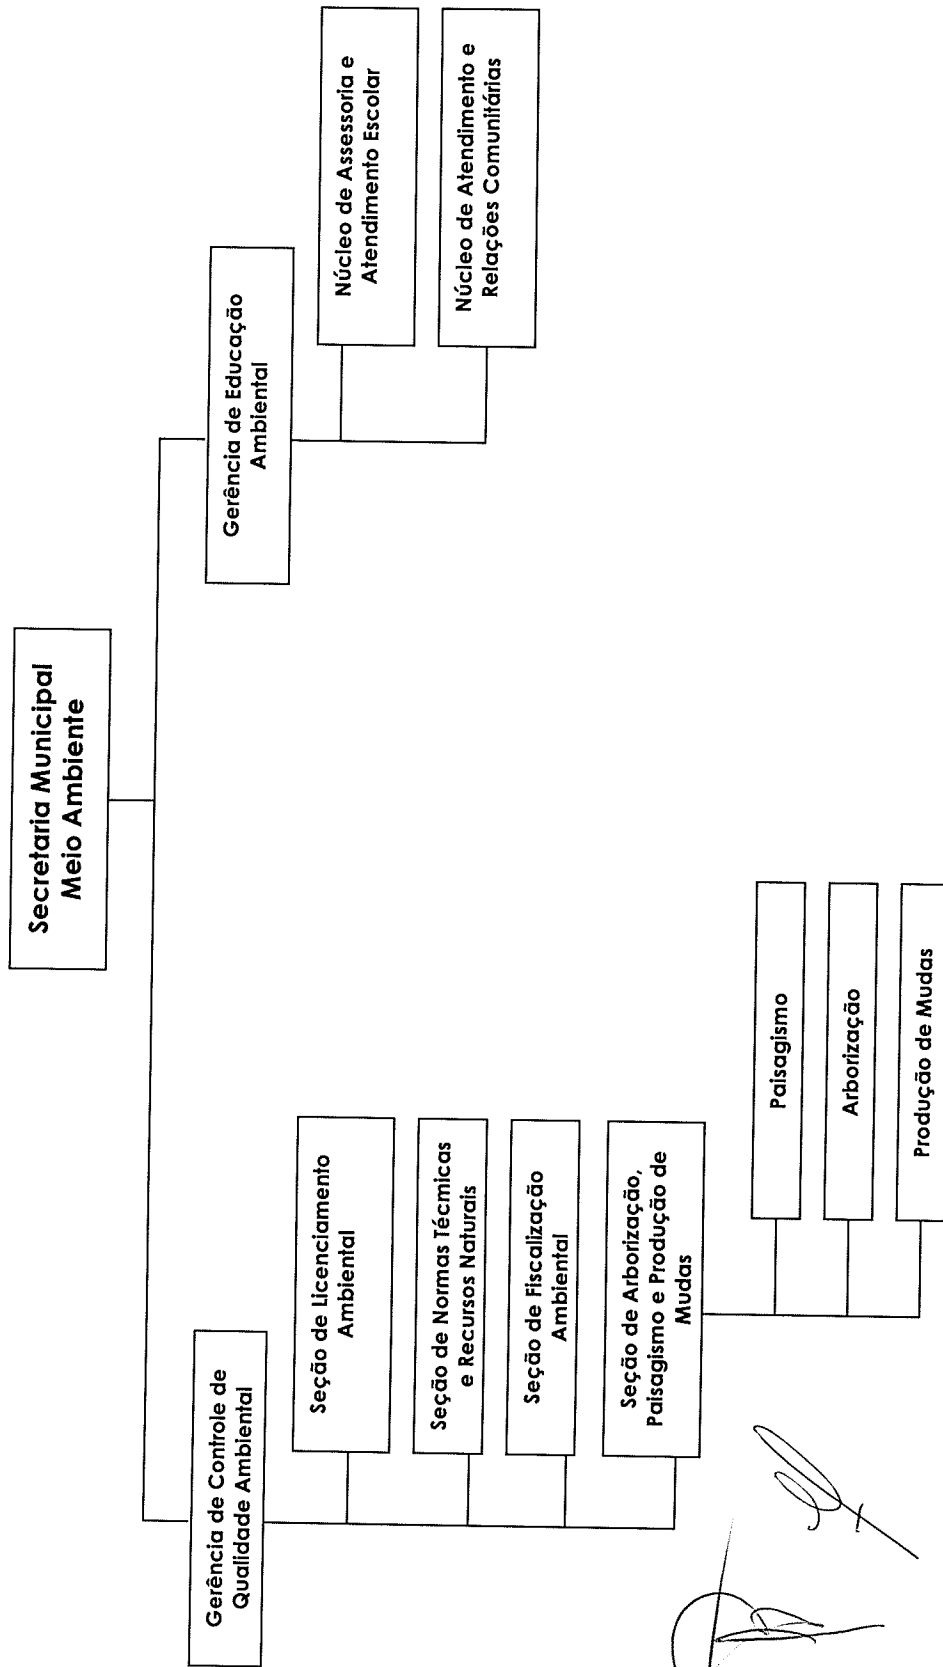 Secretaria Municipal
Meio Ambiente
Gerência de Controle de
Qualidade Ambiental
Seção de Licenciamento
Ambiental
Seção de Normas Técmicas
e Recursos Naturais
Seção de Fiscalização
Ambiental
Seção de Arborização,
Paisagismo e Produção de
Mudas
Paisagismo
Arborização
Produção de Mudas
Gerência de Educação
Ambiental
Núcleo de Assessoria e
Atendimento Escolar
Núcleo de Atendimento e
Relações Comunitárias